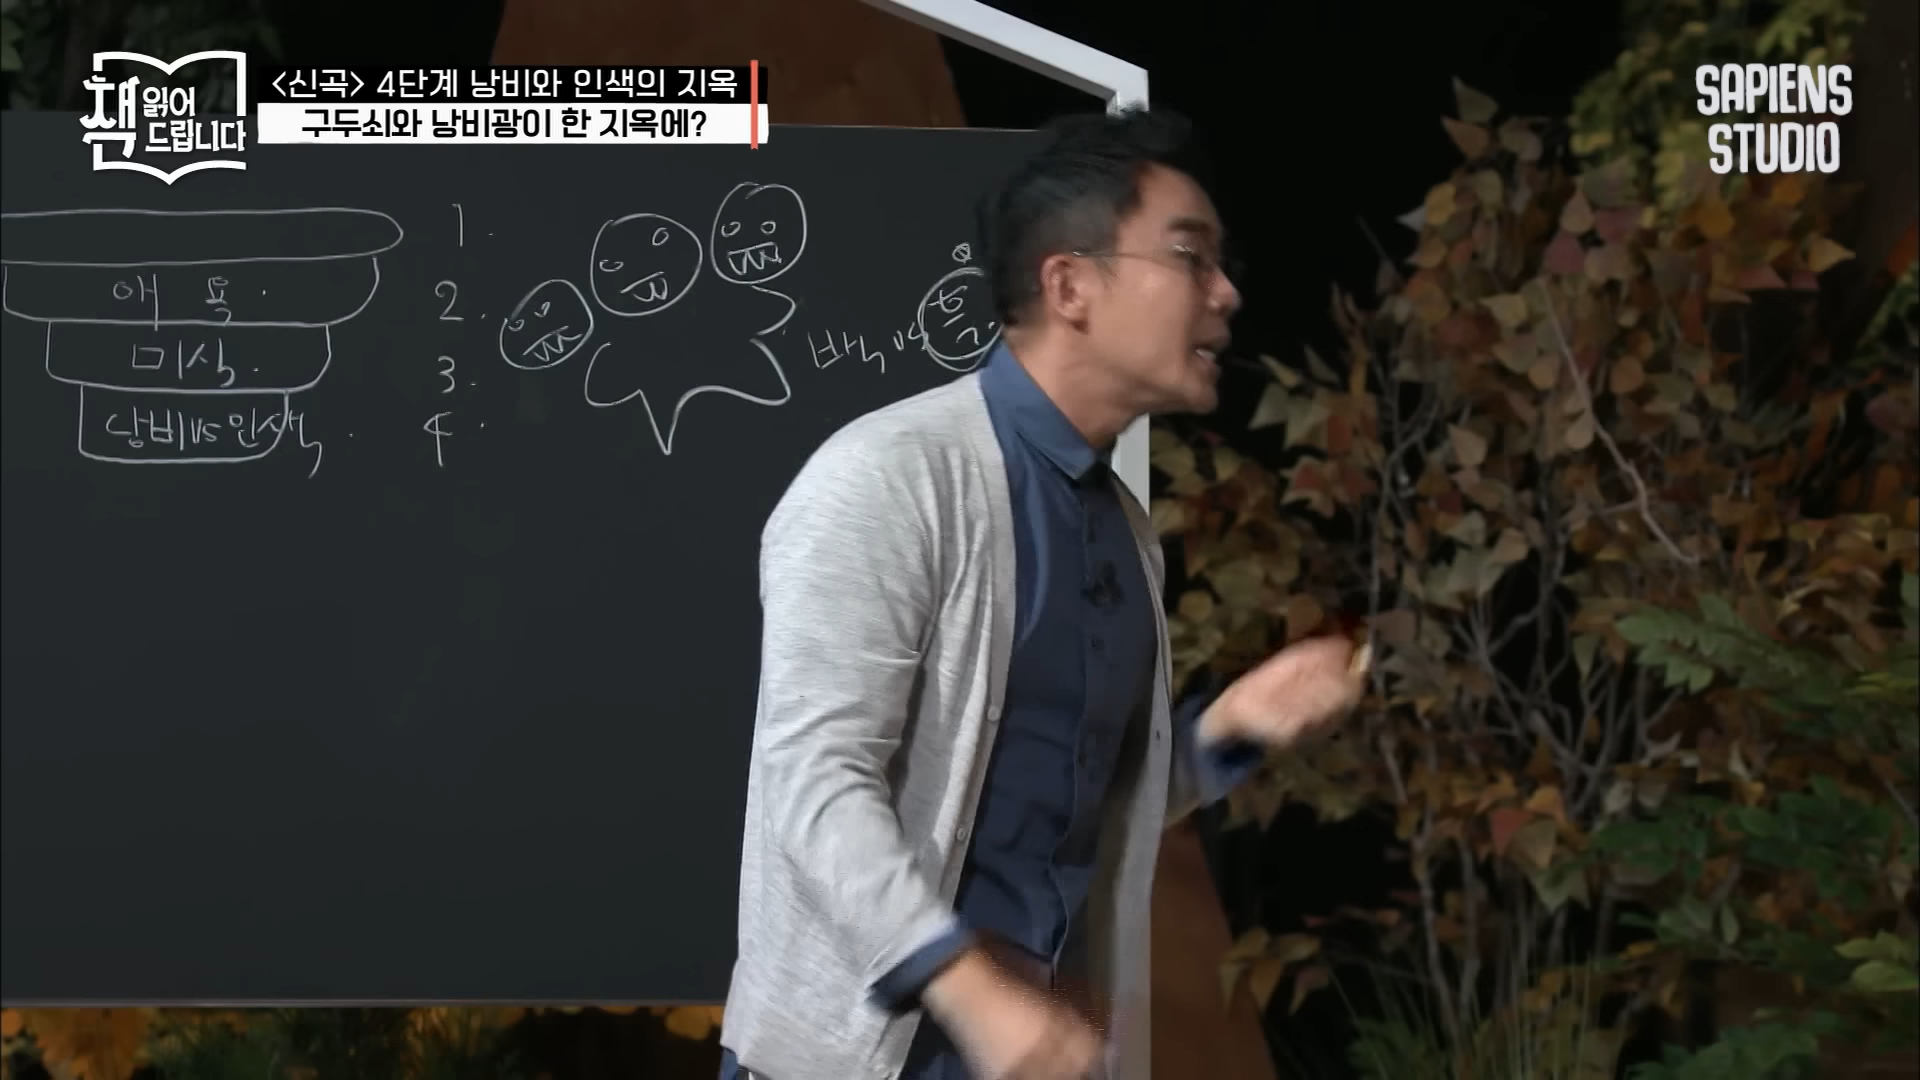 책 읽어
드립니다
<신곡> 4단계 낭비와 인색의 지옥
구두쇠와 낭비광이 한 지옥에?
SAPIENS
STUDIO
1.
애욕. 2.
미식. 3.
낭비vs인색. 4.
vs